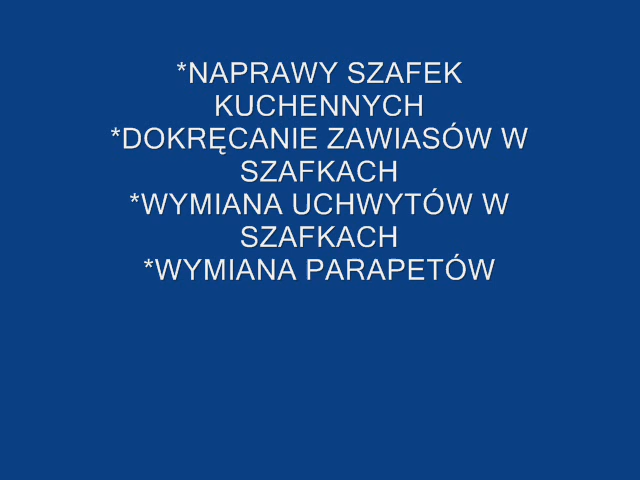 *NAPRAWY SZAFEK
KUCHENNYCH
*DOKRĘCANIE ZAWIASÓW W
SZAFKACH
*WYMIANA UCHWYTÓW W
SZAFKACH
*WYMIANA PARAPETÓW